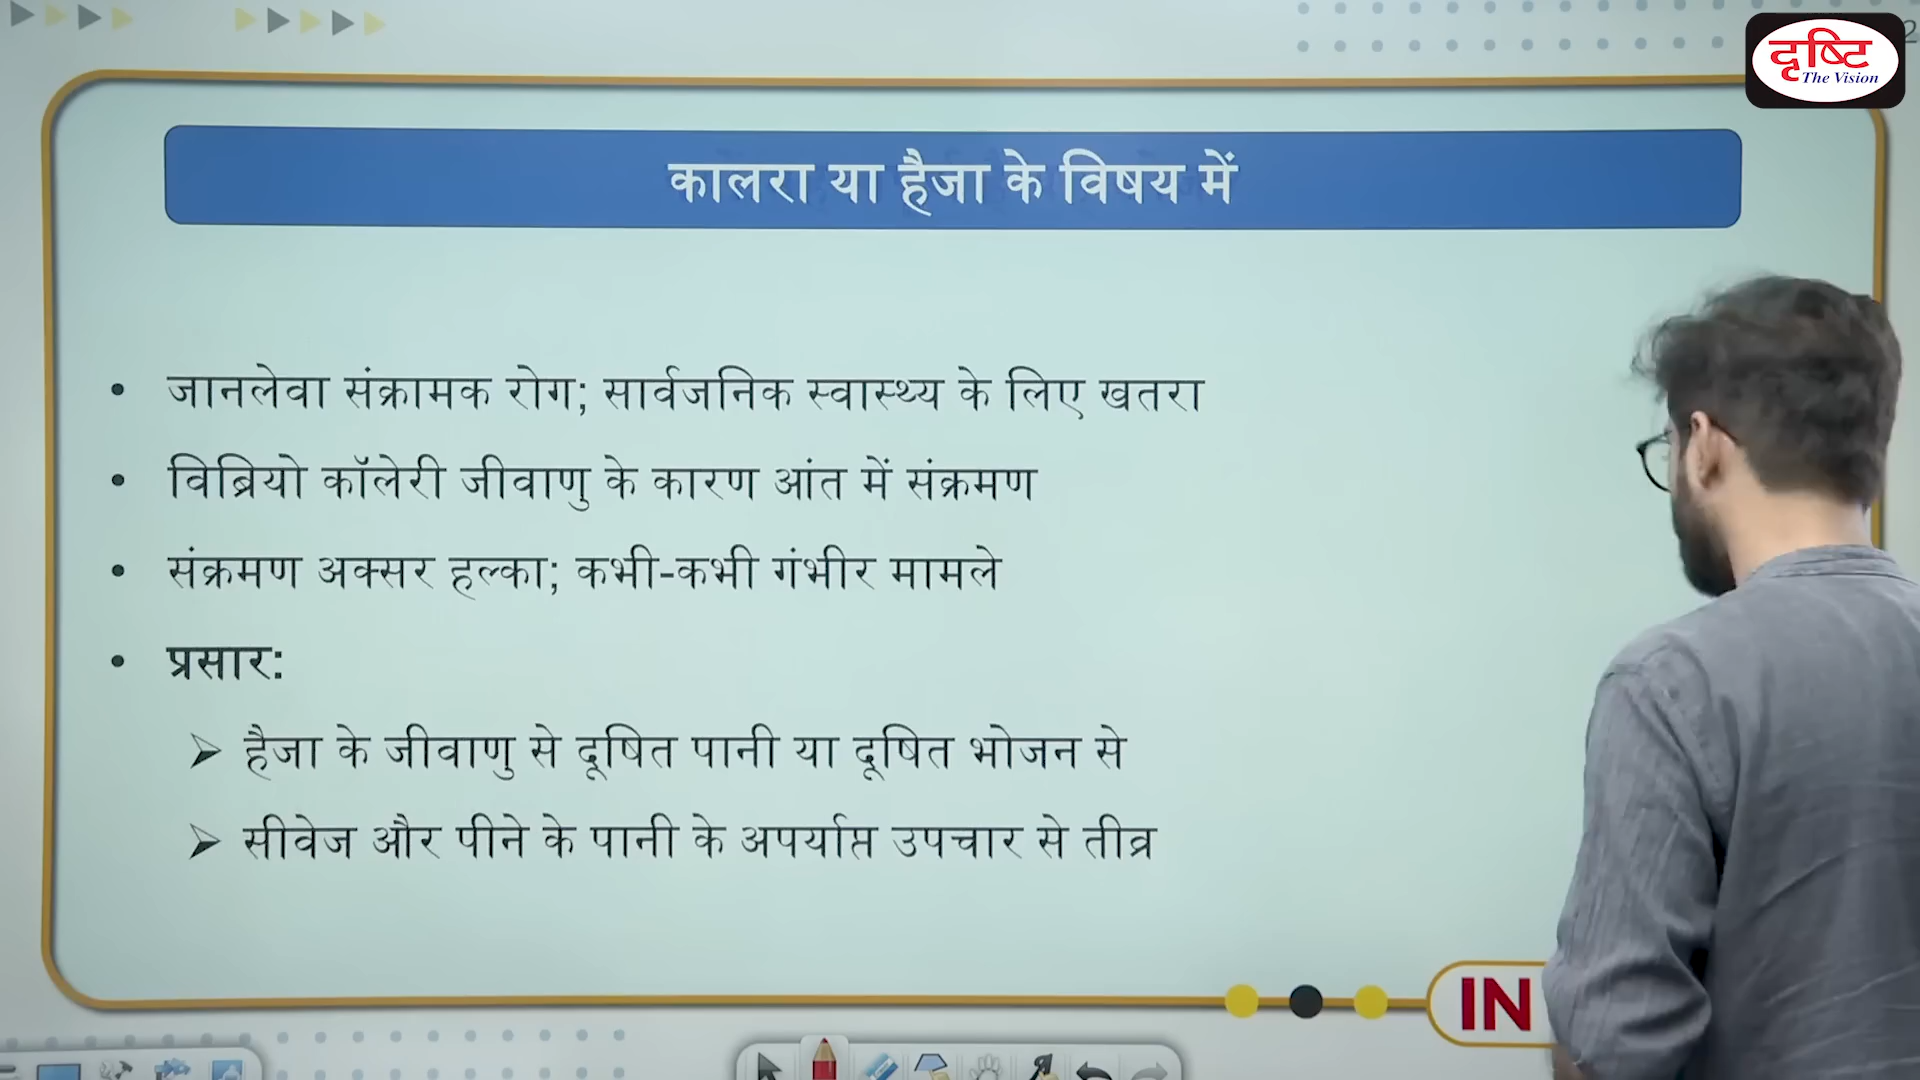 दृष्टि
The Vision
कालरा या हैजा के विषय में
• जानलेवा संक्रामक रोग; सार्वजनिक स्वास्थ्य के लिए खतरा
• विब्रियो कॉलेरी जीवाणु के कारण आंत में संक्रमण
• संक्रमण अक्सर हल्का; कभी-कभी गंभीर मामले
• प्रसार:
➢ हैजा के जीवाणु से दूषित पानी या दूषित भोजन से
➢ सीवेज और पीने के पानी के अपर्याप्त उपचार से तीव्र
IN